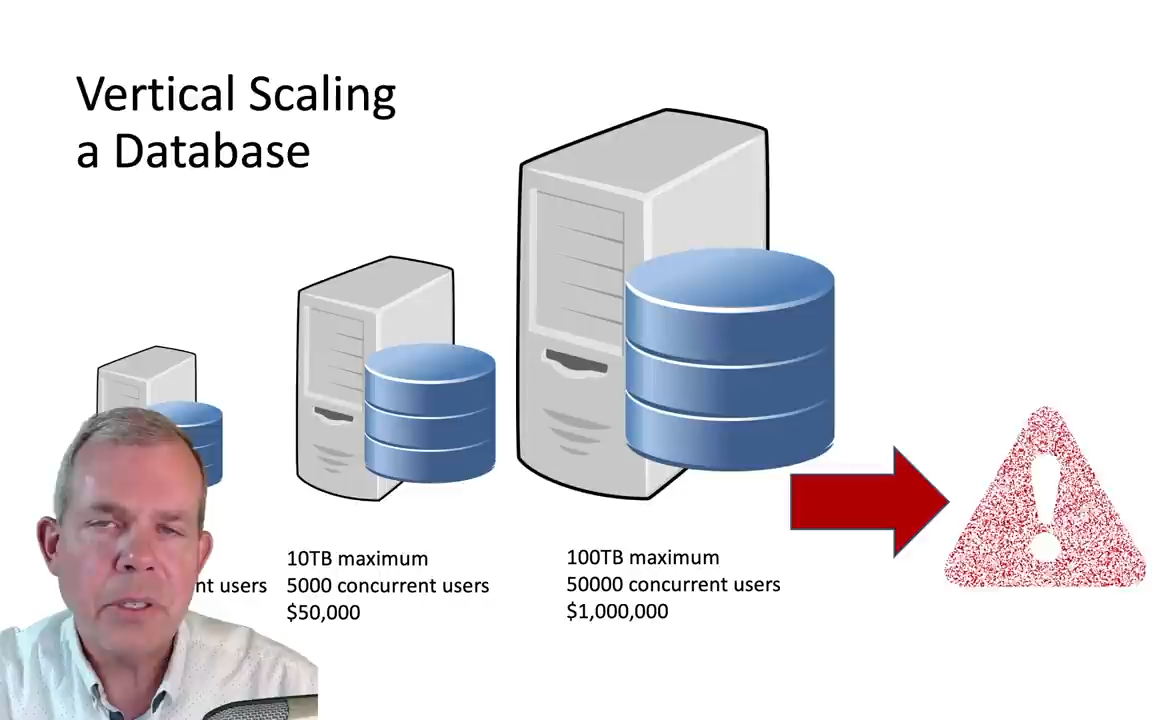 Vertical Scaling
a Database
nt users
10TB maximum
5000 concurrent users
$50,000
100TB maximum
50000 concurrent users
$1,000,000